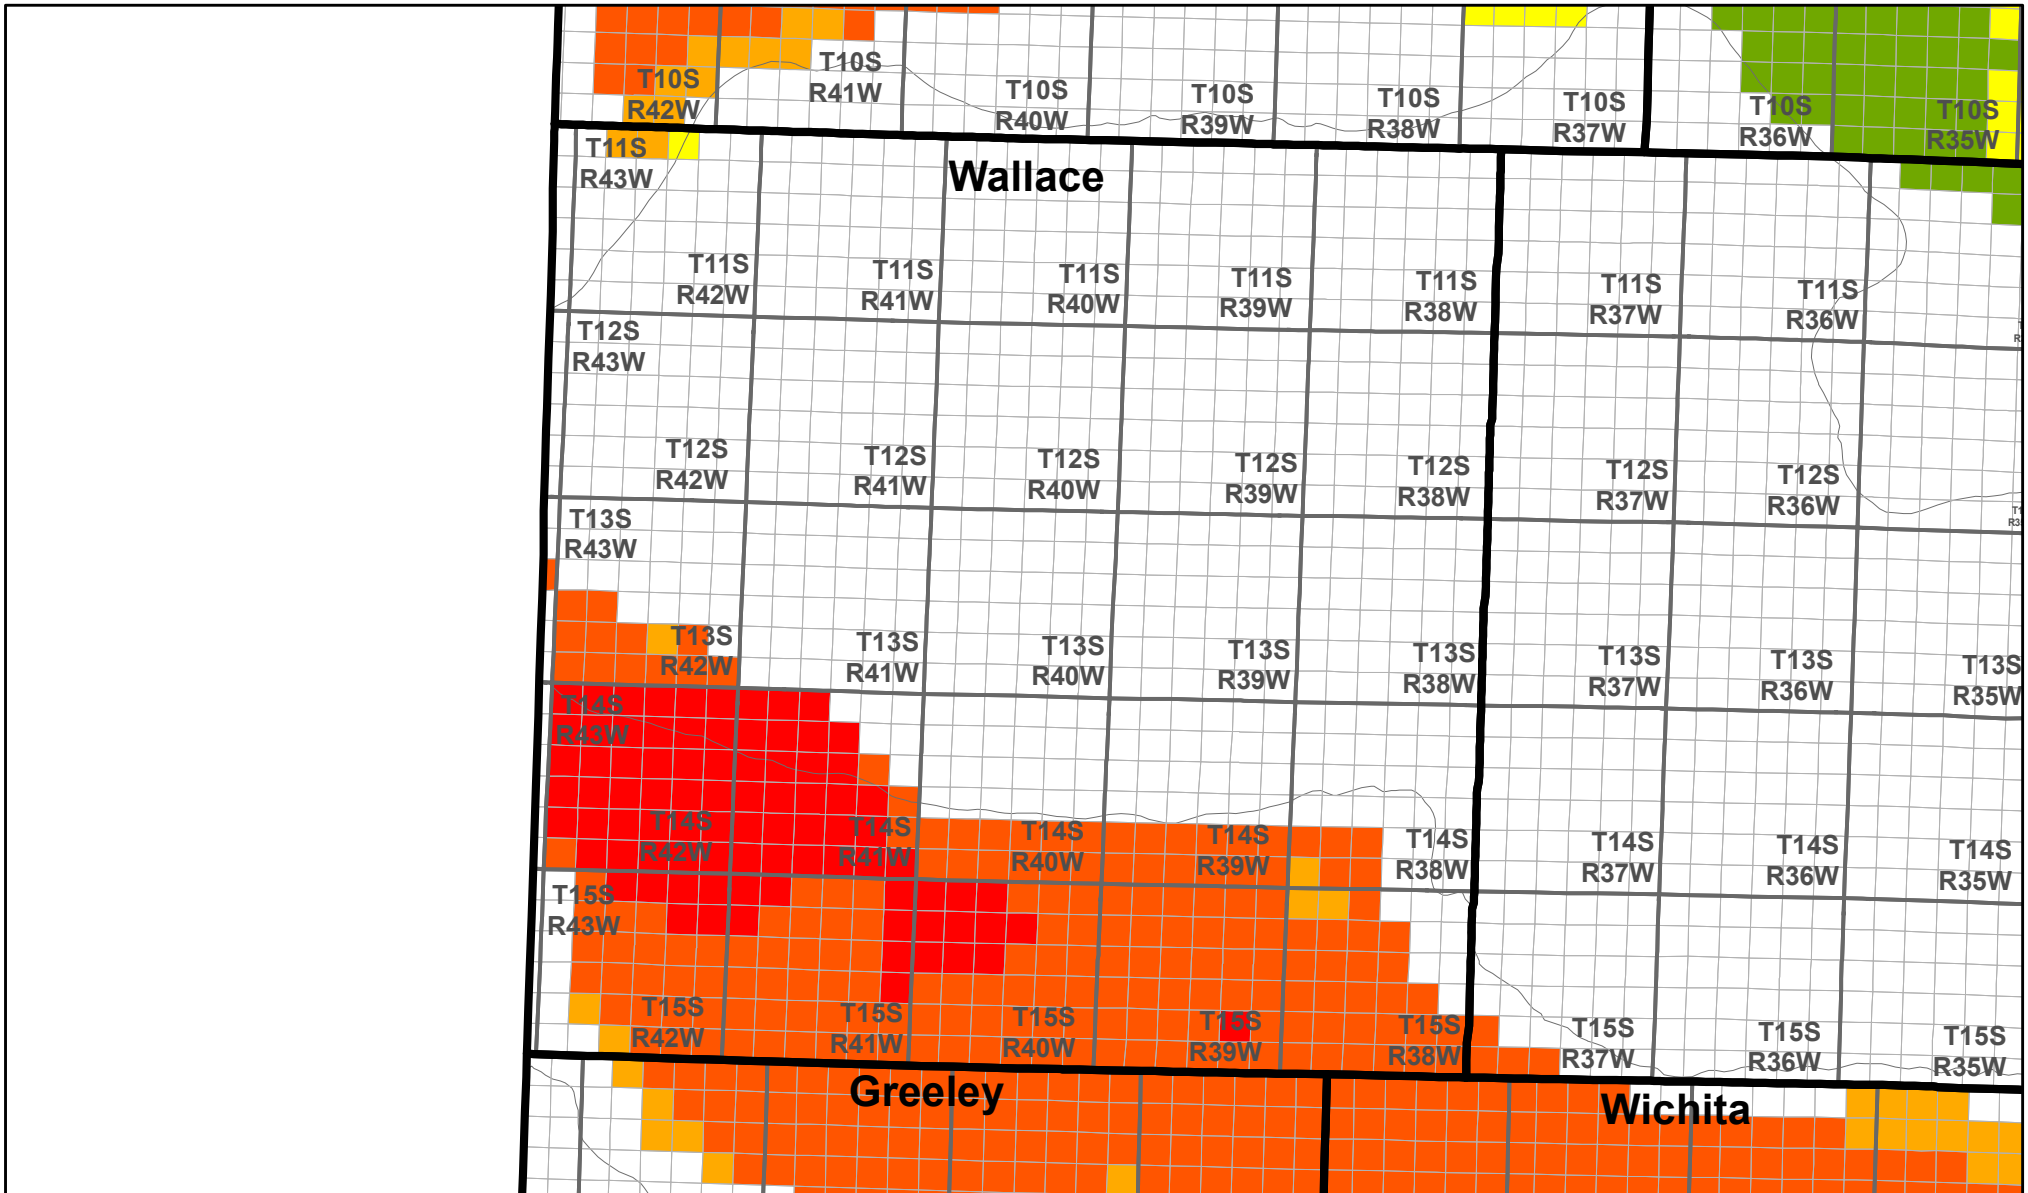 T10S
R42W
T10S
R41W
T10S
R40W
T10S
R39W
T10S
R38W
T10S
R37W
T10S
R36W
T10S
R35W
T11S
R43W
Wallace
T11S
R42W
T11S
R41W
T11S
R40W
T11S
R39W
T11S
R38W
T11S
R37W
T11S
R36W
T12S
R43W
T12S
R42W
T12S
R41W
T12S
R40W
T12S
R39W
T12S
R38W
T12S
R37W
T12S
R36W
T13S
R43W
T13S
R42W
T13S
R41W
T13S
R40W
T13S
R39W
T13S
R38W
T13S
R37W
T13S
R36W
T13S
R35W
T14S
R43W
T14S
R42W
T14S
R41W
T14S
R40W
T14S
R39W
T14S
R38W
T14S
R37W
T14S
R36W
T14S
R35W
T15S
R43W
T15S
R42W
T15S
R41W
T15S
R40W
T15S
R39W
T15S
R38W
T15S
R37W
T15S
R36W
T15S
R35W
Greeley
Wichita